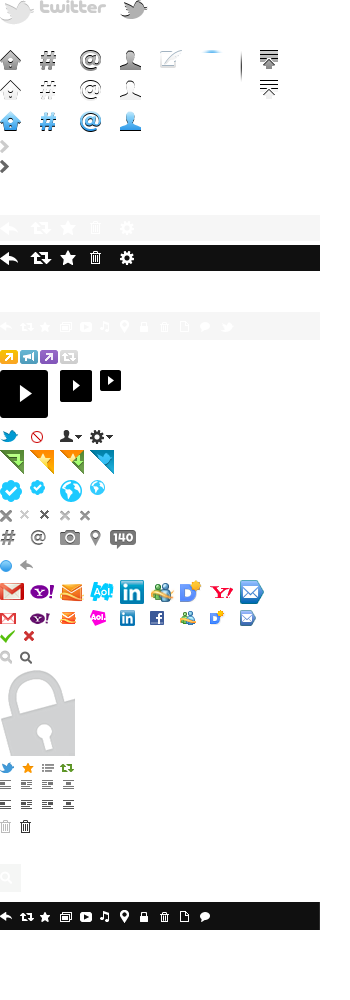 twitter
# @
# @
# @
# @ 140
Y! Aol. in D Y!
Y! Aol. in f D